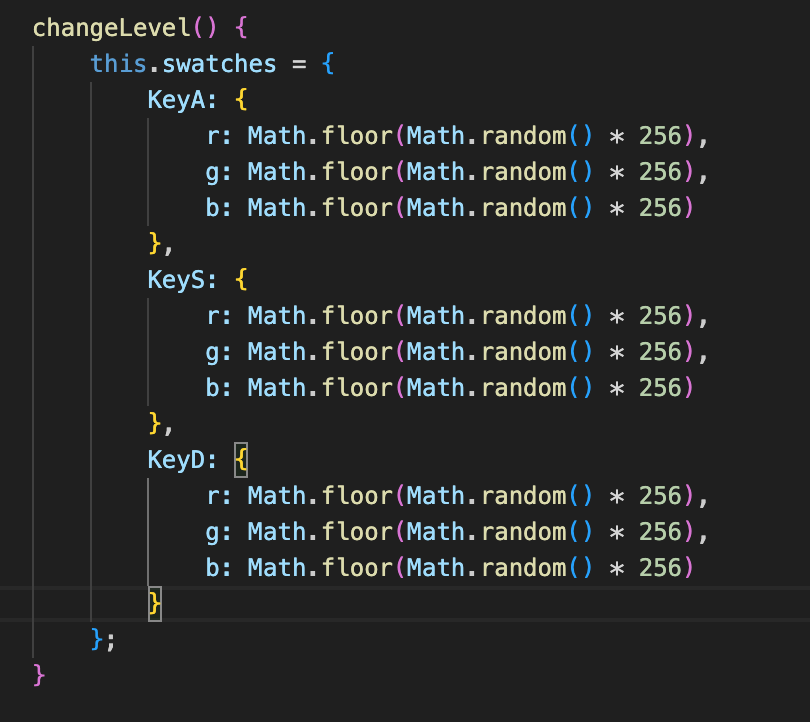 changeLevel() {
    this.swatches = {
        KeyA: {
            r: Math.floor(Math.random() * 256),
            g: Math.floor(Math.random() * 256),
            b: Math.floor(Math.random() * 256)
        },
        KeyS: {
            r: Math.floor(Math.random() * 256),
            g: Math.floor(Math.random() * 256),
            b: Math.floor(Math.random() * 256)
        },
        KeyD: {
            r: Math.floor(Math.random() * 256),
            g: Math.floor(Math.random() * 256),
            b: Math.floor(Math.random() * 256)
        }
    };
}